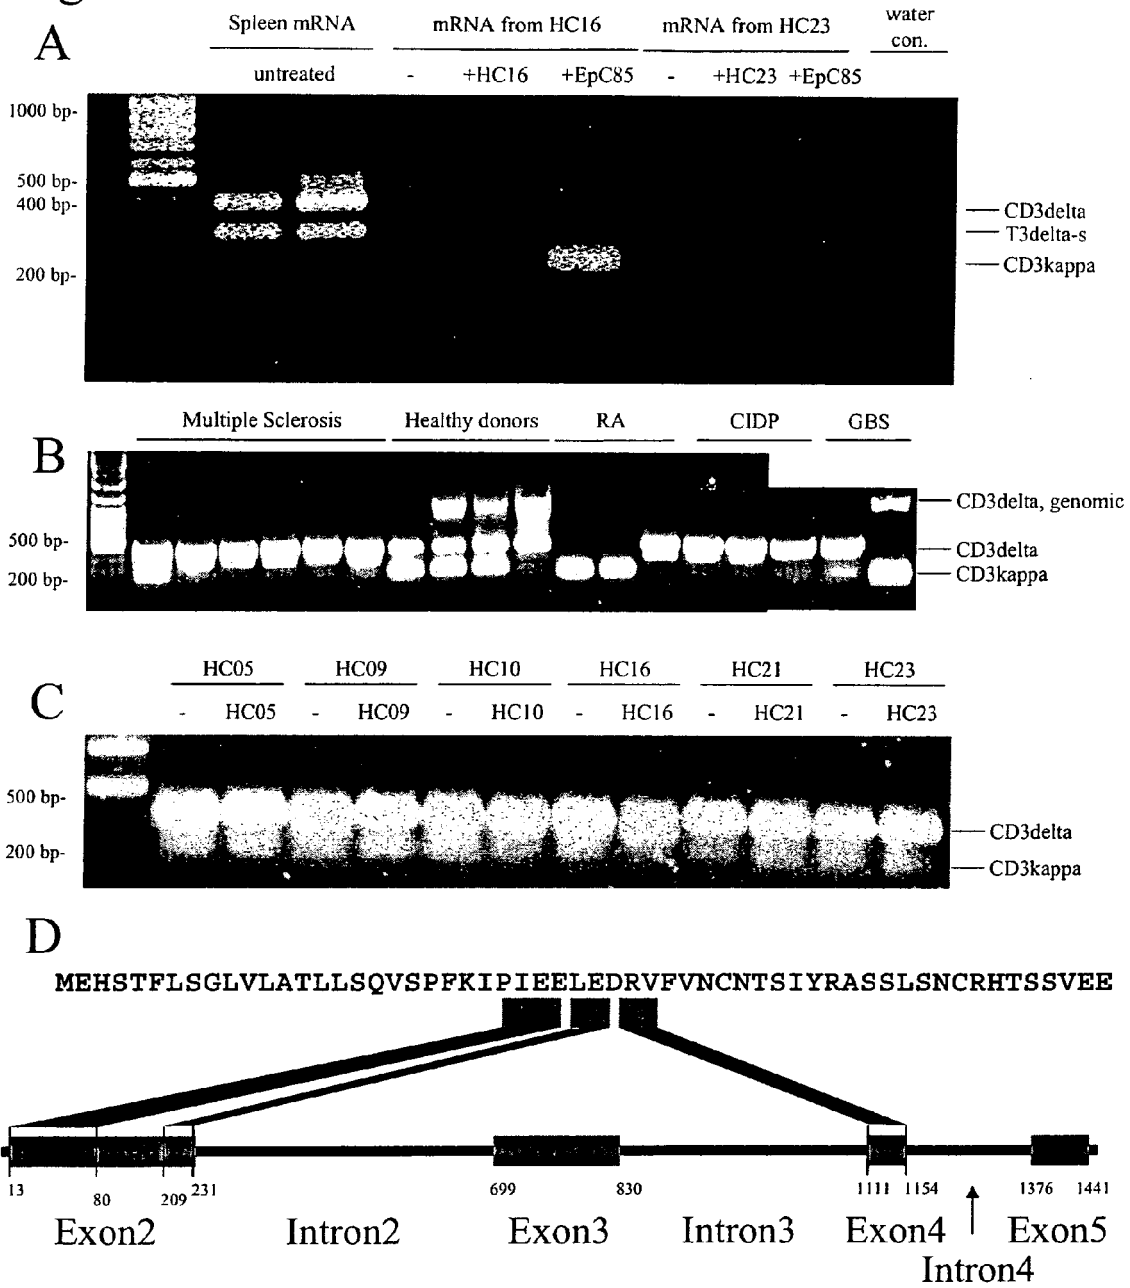 A
Spleen mRNA
mRNA from HC16
mRNA from HC23
water con.
untreated
-
+HC16
+EpC85
-
+HC23
+EpC85
1000 bp-
500 bp-
400 bp-
200 bp-
CD3delta
T3delta-s
CD3kappa
B
Multiple Sclerosis
Healthy donors
RA
CIDP
GBS
500 bp-
200 bp-
CD3delta, genomic
CD3delta
CD3kappa
C
HC05
HC09
HC10
HC16
HC21
HC23
-
HC05
-
HC09
-
HC10
-
HC16
-
HC21
-
HC23
500 bp-
200 bp-
CD3delta
CD3kappa
D
MEHSTFLSGLVLATLLSQVSPFKIPIEELEDRVFVNCNTSIYRASSLSNCRHTSSVEE
13
80
209
231
699
830
1111
1154
1376
1441
Exon2
Intron2
Exon3
Intron3
Exon4
Exon5
Intron4